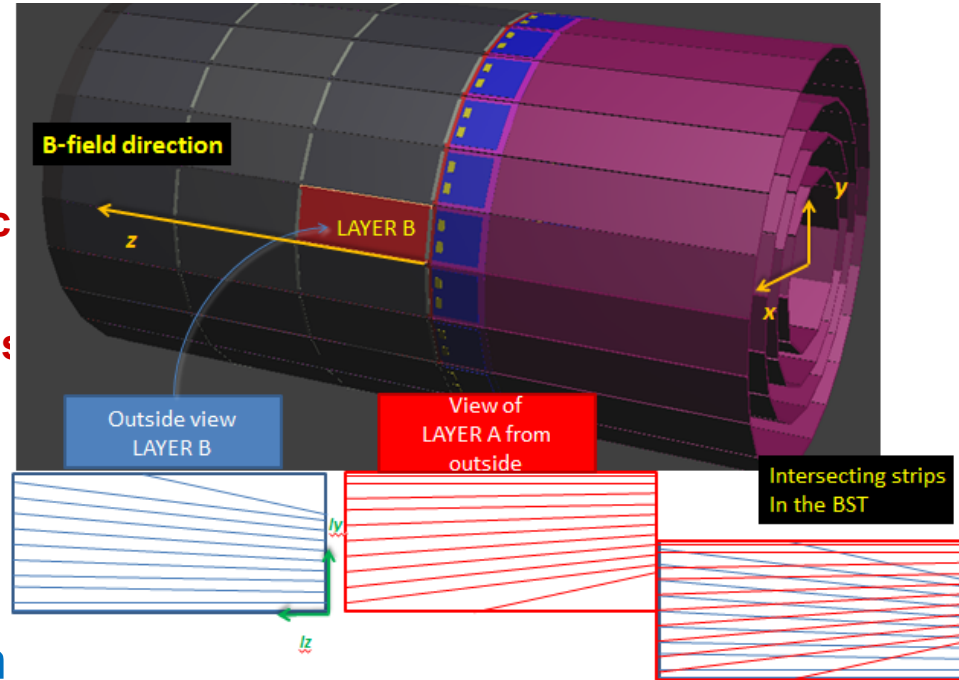 B-field direction
c
y
LAYER B
z
x
s
Outside view
LAYER B
View of
LAYER A from
outside
Intersecting strips
In the BST
ly
lz